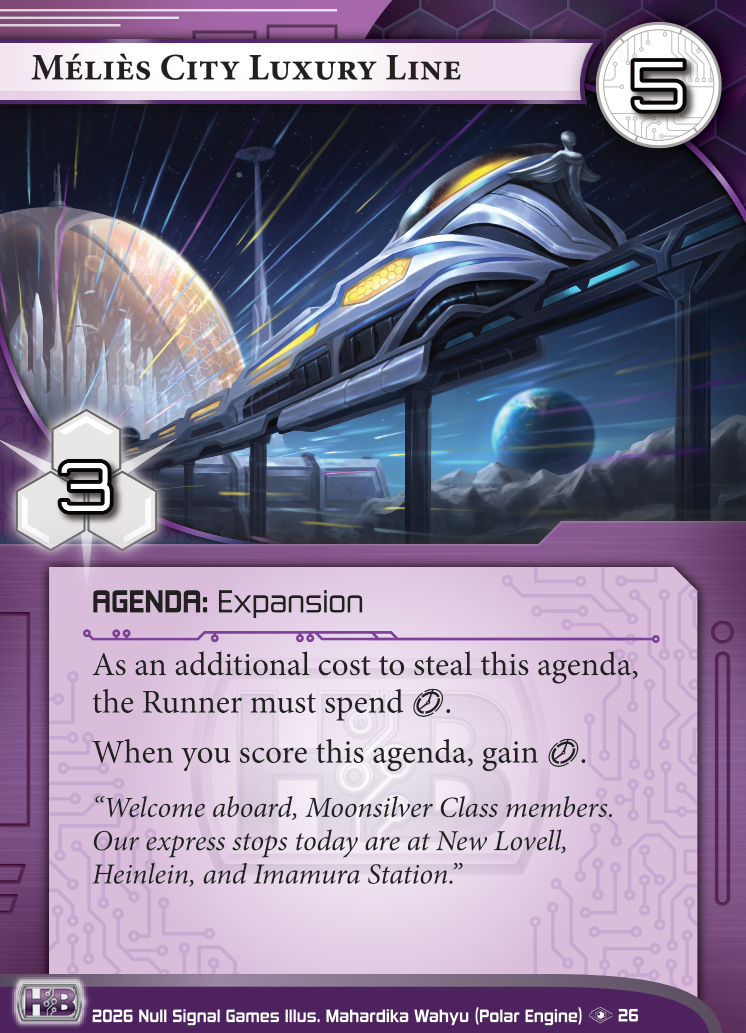 Méliès City Luxury Line
5
3
AGENDA: Expansion
As an additional cost to steal this agenda,
the Runner must spend .
When you score this agenda, gain .
“Welcome aboard, Moonsilver Class members.
Our express stops today are at New Lovell,
Heinlein, and Imamura Station.”
HB
HB
2026 Null Signal Games Illus. Mahardika Wahyu (Polar Engine) 26